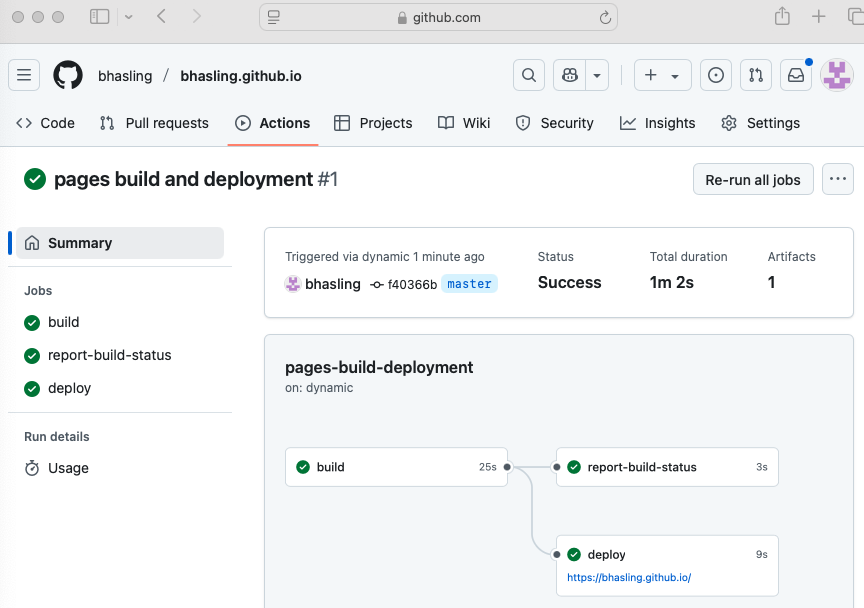 github.com
bhasling / bhasling.github.io
Code Pull requests Actions Projects Wiki Security Insights Settings
pages build and deployment #1
Re-run all jobs
Summary
Jobs
build
report-build-status
deploy
Run details
Usage
Triggered via dynamic 1 minute ago
bhasling f40366b master
Status
Success
Total duration
1m 2s
Artifacts
1
pages-build-deployment
on: dynamic
build 25s
report-build-status 3s
deploy 9s
https://bhasling.github.io/